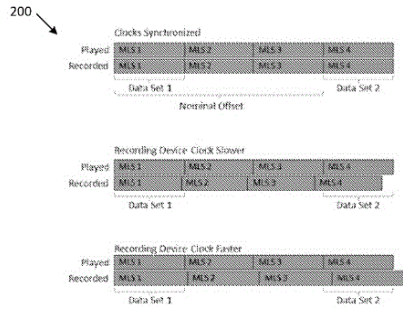 200
Clocks Synchronized
Played MLS 1 MLS 2 MLS 3 MLS 4
Recorded MLS 1 MLS 2 MLS 3 MLS 4
Data Set 1 Data Set 2
Nominal Offset
Recording Device Clock Slower
Played MLS 1 MLS 2 MLS 3 MLS 4
Recorded MLS 1 MLS 2 MLS 3 MLS 4
Data Set 1 Data Set 2
Recording Device Clock Faster
Played MLS 1 MLS 2 MLS 3 MLS 4
Recorded MLS 1 MLS 2 MLS 3 MLS 4
Data Set 1 Data Set 2